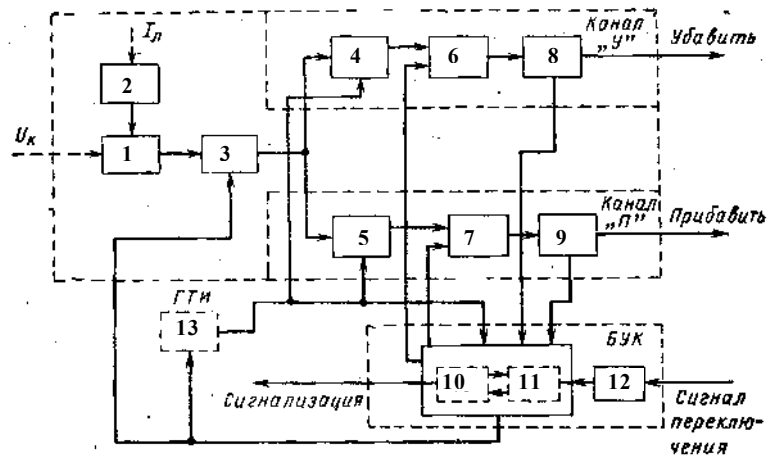 Iл
Канал
„У"
Убавить
4
6
8
2
Uк
1
3
Канал
„П"
Прибавить
5
7
9
ГТИ
13
БУК
10
11
12
Сигнализация
Сигнал
переклю-
чения